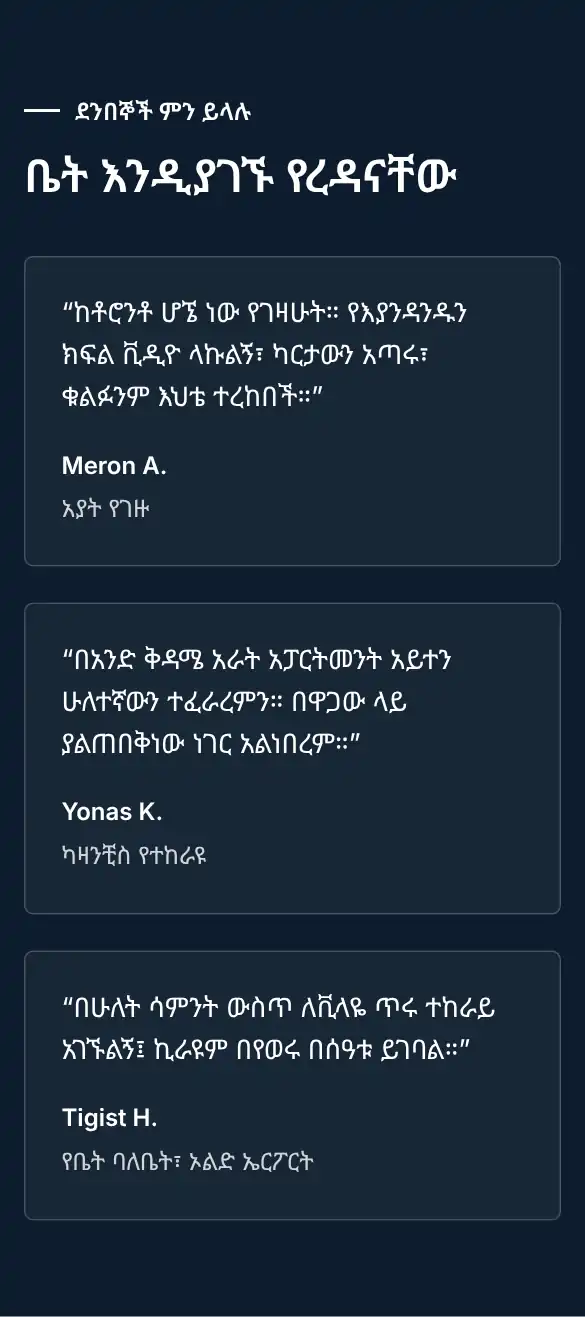 ደንበኞች ምን ይላሉ
ቤት እንዲያገኙ የረዳናቸው
“ከቶሮንቶ ሆኜ ነው የገዛሁት። የእያንዳንዱን
ክፍል ቪዲዮ ላኩልኝ፣ ካርታውን አጣሩ፣
ቁልፉንም እህቴ ተረከበች።”
Meron A.
አያት የገዙ
“በአንድ ቅዳሜ አራት አፓርትመንት አይተን
ሁለተኛውን ተፈራረምን። በዋጋው ላይ
ያልጠበቅነው ነገር አልነበረም።”
Yonas K.
ካዛንቺስ የተከራዩ
“በሁለት ሳምንት ውስጥ ለቪላዬ ጥሩ ተከራይ
አገኙልኝ፤ ኪራዩም በየወሩ በሰዓቱ ይገባል።”
Tigist H.
የቤት ባለቤት፣ ኦልድ ኤርፖርት